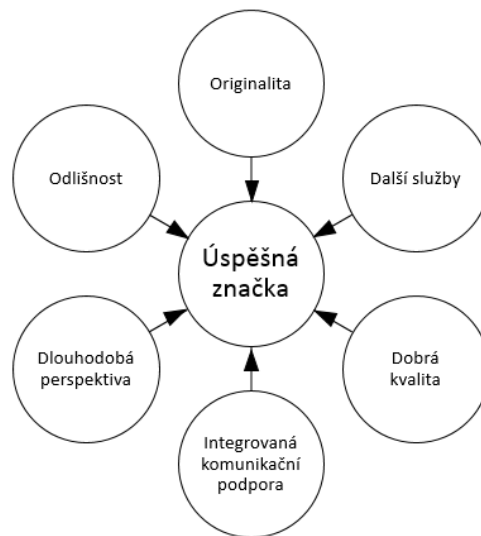 Originalita
Odlišnost
Další služby
Úspěšná
značka
Dlouhodobá
perspektiva
Dobrá
kvalita
Integrovaná
komunikační
podpora